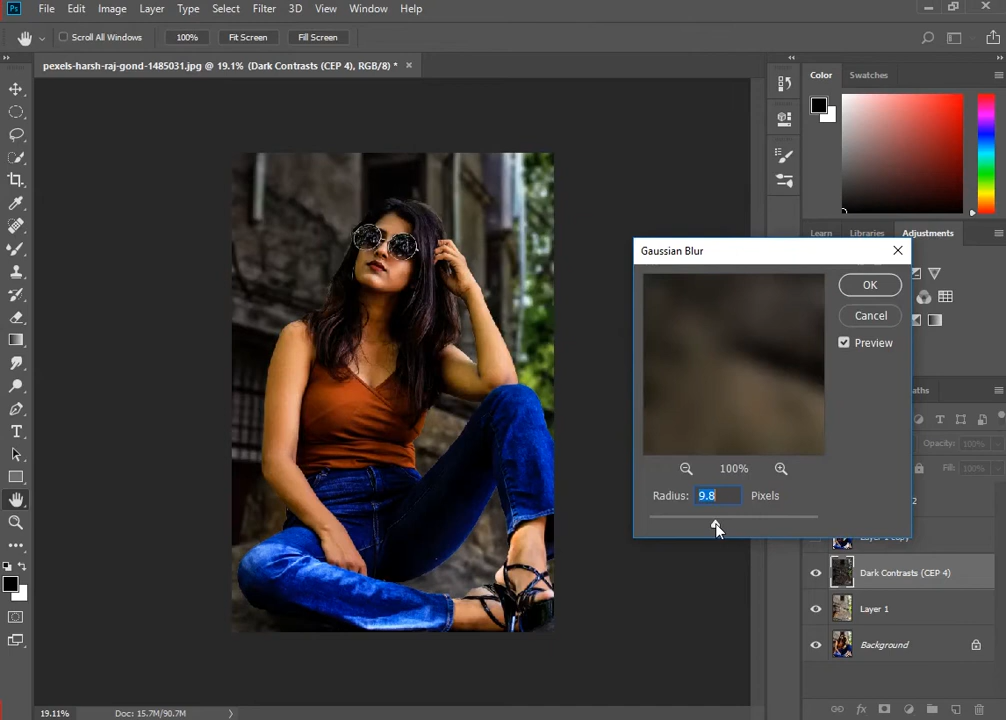 Ps File Edit Image Layer Type Select Filter 3D View Window Help
Scroll All Windows 100% Fit Screen Fill Screen
pexels-harsh-raj-gond-1485031.jpg @ 19.1% (Dark Contrasts (CEP 4), RGB/8) *
Color Swatches
Learn Libraries Adjustments
Gaussian Blur
OK
Cancel
Preview
100%
Radius: 9.8 Pixels
Opacity: 100%
Fill: 100%
2
Dark Contrasts (CEP 4)
Layer 1
Background
19.11% Doc: 15.7M/90.7M